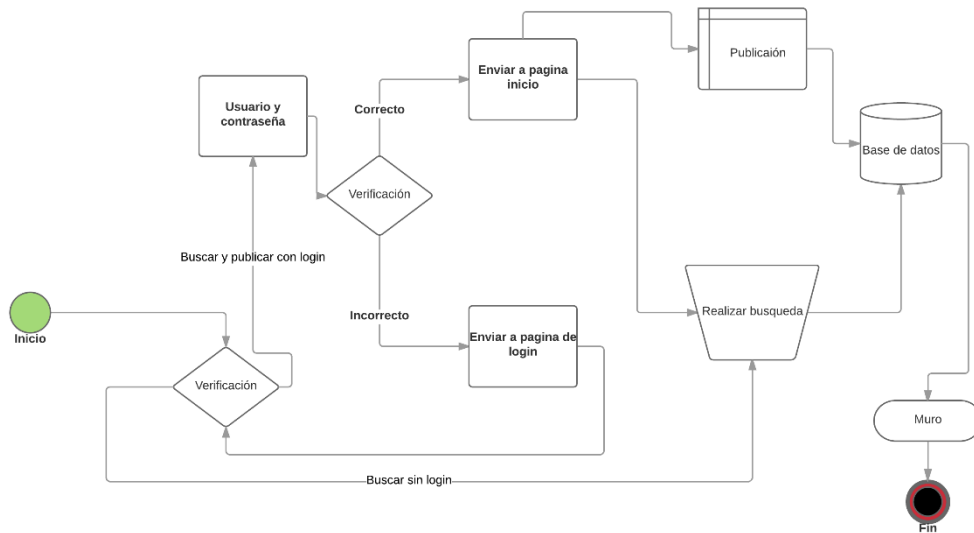 Enviar a pagina
inicio
Publicaión
Usuario y
contraseña
Correcto
Base de datos
Verificación
Buscar y publicar con login
Incorrecto
Realizar busqueda
Inicio
Enviar a pagina de
login
Verificación
Muro
Buscar sin login
Fin